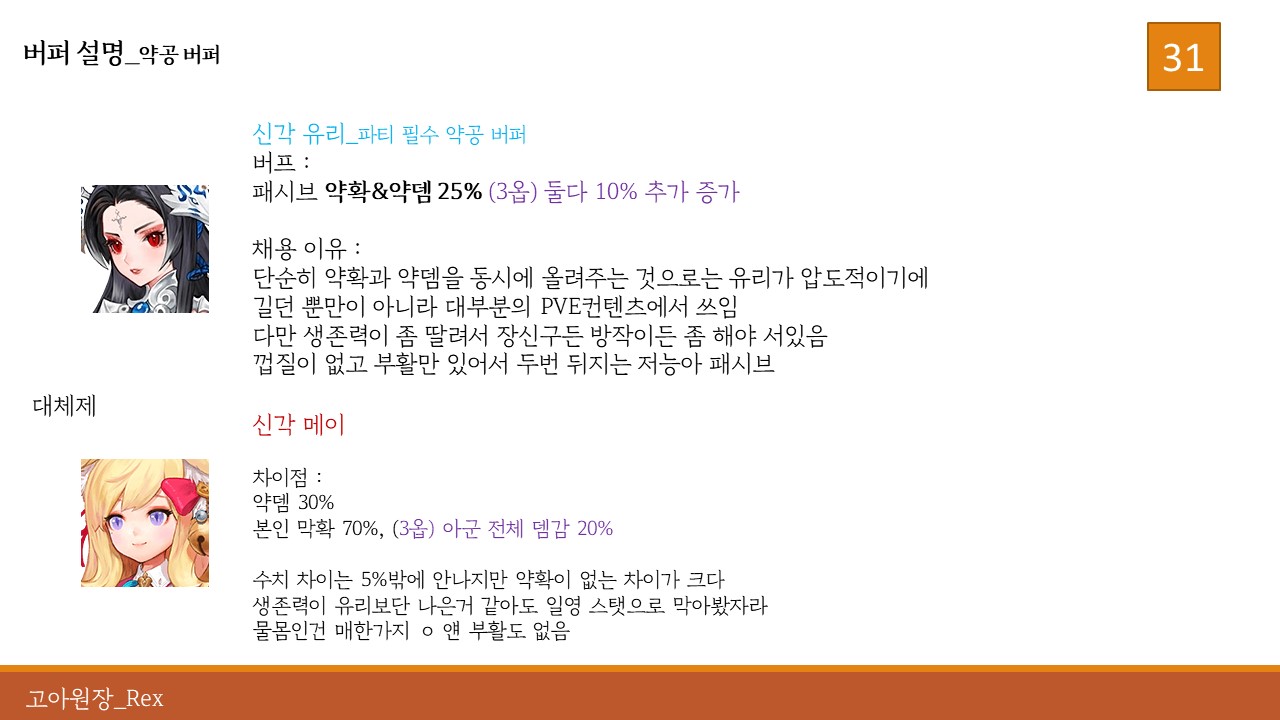 버퍼 설명_약공 버퍼
31
신각 유리_파티 필수 약공 버퍼
버프 :
패시브 약확&약뎀 25% (3옵) 둘다 10% 추가 증가
채용 이유 :
단순히 약확과 약뎀을 동시에 올려주는 것으로는 유리가 압도적이기에
길던 뿐만이 아니라 대부분의 PVE컨텐츠에서 쓰임
다만 생존력이 좀 딸려서 장신구든 방작이든 좀 해야 서있음
껍질이 없고 부활만 있어서 두번 뒤지는 저능아 패시브
대체제
신각 메이
차이점 :
약뎀 30%
본인 막확 70%, (3옵) 아군 전체 뎀감 20%
수치 차이는 5%밖에 안나지만 약확이 없는 차이가 크다
생존력이 유리보단 나은거 같아도 일영 스탯으로 막아봤자라
물몸인건 매한가지 ㅇ 얜 부활도 없음
고아원장_Rex